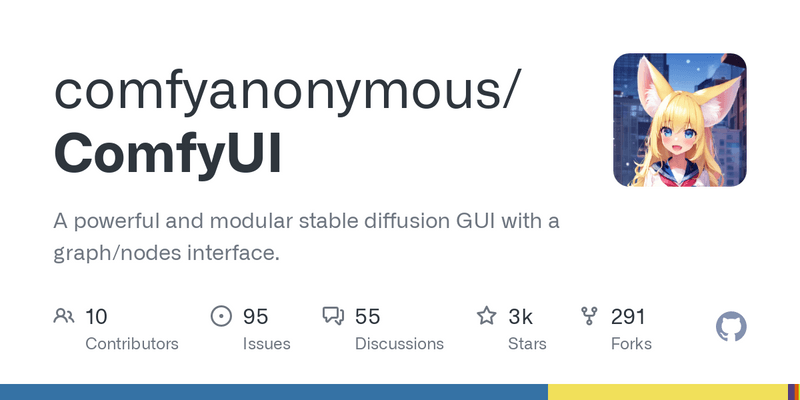 comfyanonymous/
ComfyUI
A powerful and modular stable diffusion GUI with a
graph/nodes interface.
10 95 55 3k 291
Contributors Issues Discussions Stars Forks